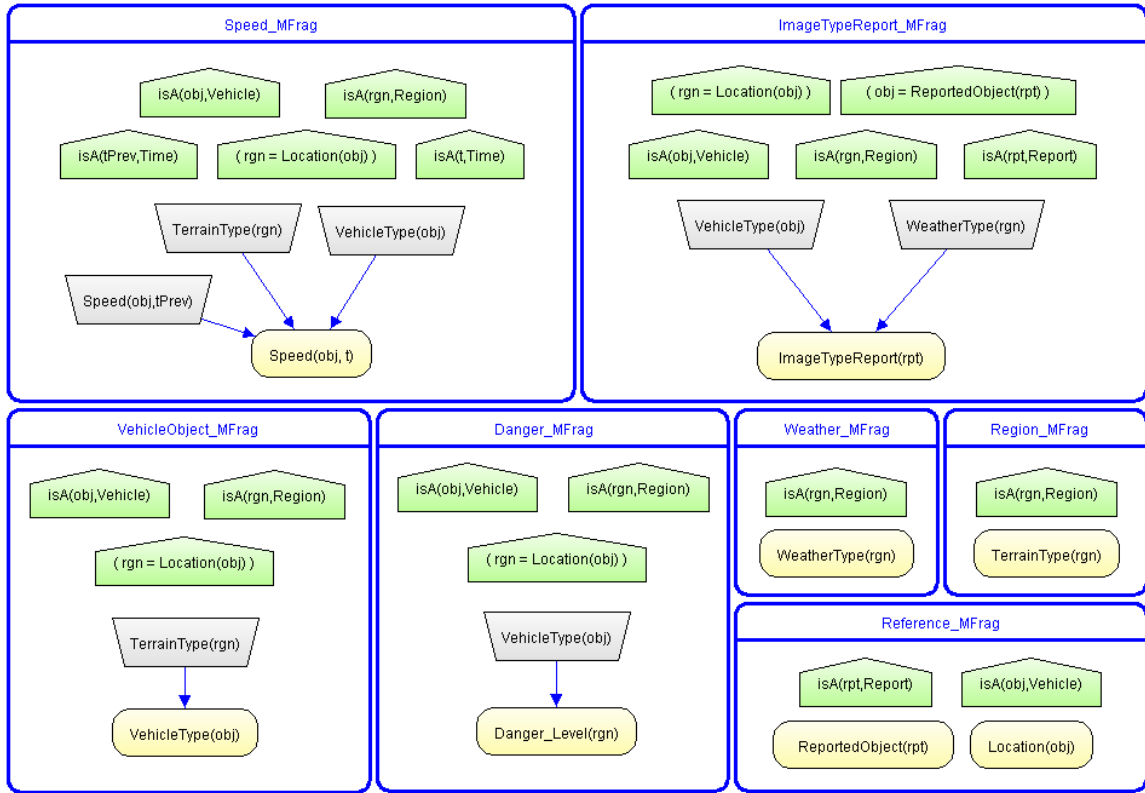 Speed_MFrag
isA(obj,Vehicle)
isA(rgn,Region)
isA(tPrev,Time)
( rgn = Location(obj) )
isA(t,Time)
TerrainType(rgn)
VehicleType(obj)
Speed(obj,tPrev)
Speed(obj, t)
ImageTypeReport_MFrag
( rgn = Location(obj) )
( obj = ReportedObject(rpt) )
isA(obj,Vehicle)
isA(rgn,Region)
isA(rpt,Report)
VehicleType(obj)
WeatherType(rgn)
ImageTypeReport(rpt)
VehicleObject_MFrag
isA(obj,Vehicle)
isA(rgn,Region)
( rgn = Location(obj) )
TerrainType(rgn)
VehicleType(obj)
Danger_MFrag
isA(obj,Vehicle)
isA(rgn,Region)
( rgn = Location(obj) )
VehicleType(obj)
Danger_Level(rgn)
Weather_MFrag
isA(rgn,Region)
WeatherType(rgn)
Region_MFrag
isA(rgn,Region)
TerrainType(rgn)
Reference_MFrag
isA(rpt,Report)
isA(obj,Vehicle)
ReportedObject(rpt)
Location(obj)